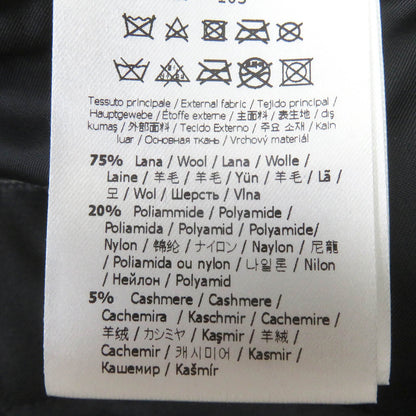 Tessuto principale / External fabric / Tejido principal /
Hauptgewebe / Étoffe externe / 主面料 / 表生地 / dış
kumaş / 外部面料 / Tecido Externo / 주요 소재 / Kain
luar / Основная ткань / Vrchový materiál
75% Lana / Wool / Lana / Wolle /
Laine / 羊毛 / 羊毛 / Yün / 羊毛 / Lã /
모 / Wol / Шерсть / Vlna
20% Poliammide / Polyamide /
Poliamida / Polyamid / Polyamide/
Nylon / 锦纶 / ナイロン / Naylon / 尼龍
/ Poliamida ou nylon / 나일론 / Nilon
/ Нейлон / Polyamid
5% Cashmere / Cashmere /
Cachemira / Kaschmir / Cachemire /
羊绒 / カシミヤ / Kaşmir / 羊絨 /
Cachemir / 캐시미어 / Kasmir /
Кашемир / Kašmír